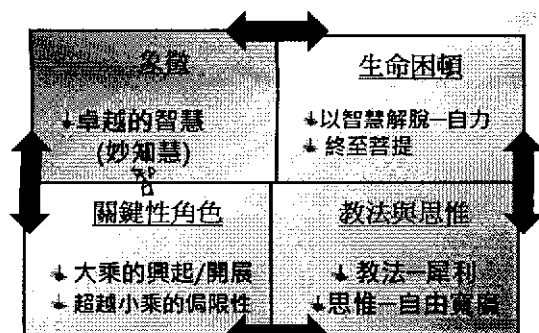 象徵
卓越的智慧
(妙知慧)
生命困頓
以智慧解脫─自力
終至菩提
關鍵性角色
大乘的興起/開展
超越小乘的侷限性
教法與思惟
教法─犀利
思惟─自由寬廣